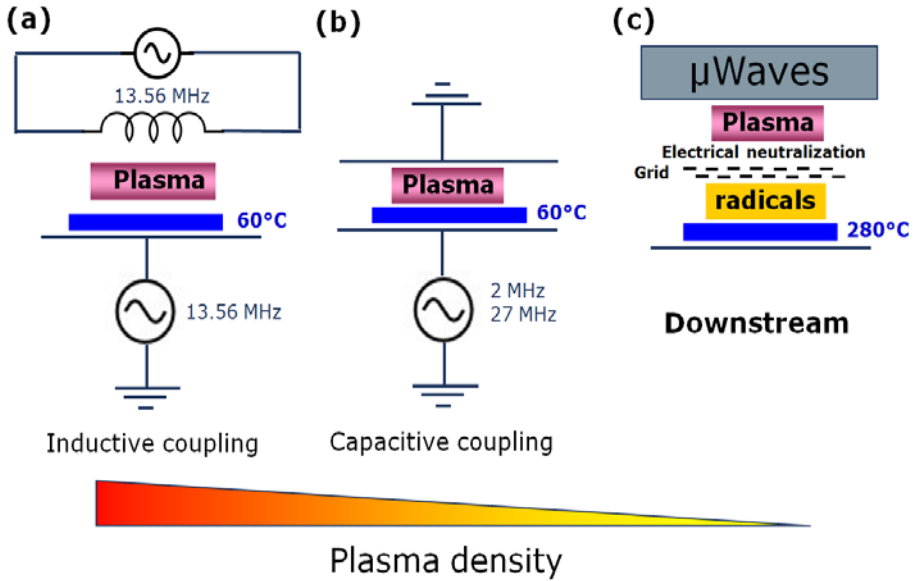 (a)
13.56 MHz
Plasma
60°C
13.56 MHz
Inductive coupling
(b)
Plasma
60°C
2 MHz
27 MHz
Capacitive coupling
(c)
µWaves
Plasma
Electrical neutralization
Grid
radicals
280°C
Downstream
Plasma density